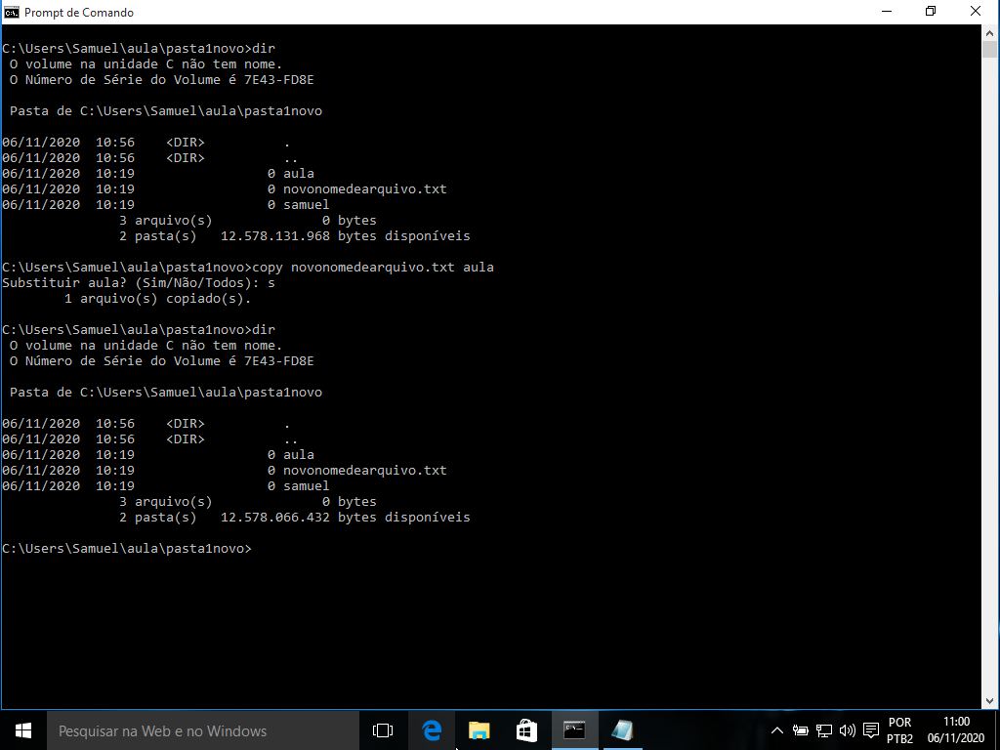 Prompt de Comando
C:\Users\Samuel\aula\pasta1novo>dir
O volume na unidade C não tem nome.
O Número de Série do Volume é 7E43-FD8E
Pasta de C:\Users\Samuel\aula\pasta1novo
06/11/2020  10:56    <DIR>          .
06/11/2020  10:56    <DIR>          ..
06/11/2020  10:19                 0 aula
06/11/2020  10:19                 0 novonomedearquivo.txt
06/11/2020  10:19                 0 samuel
3 arquivo(s)              0 bytes
2 pasta(s)   12.578.131.968 bytes disponíveis
C:\Users\Samuel\aula\pasta1novo>copy novonomedearquivo.txt aula
Substituir aula? (Sim/Não/Todos): s
1 arquivo(s) copiado(s).
C:\Users\Samuel\aula\pasta1novo>dir
O volume na unidade C não tem nome.
O Número de Série do Volume é 7E43-FD8E
Pasta de C:\Users\Samuel\aula\pasta1novo
06/11/2020  10:56    <DIR>          .
06/11/2020  10:56    <DIR>          ..
06/11/2020  10:19                 0 aula
06/11/2020  10:19                 0 novonomedearquivo.txt
06/11/2020  10:19                 0 samuel
3 arquivo(s)              0 bytes
2 pasta(s)   12.578.066.432 bytes disponíveis
C:\Users\Samuel\aula\pasta1novo>
Pesquisar na Web e no Windows
POR
PTB2
11:00
06/11/2020